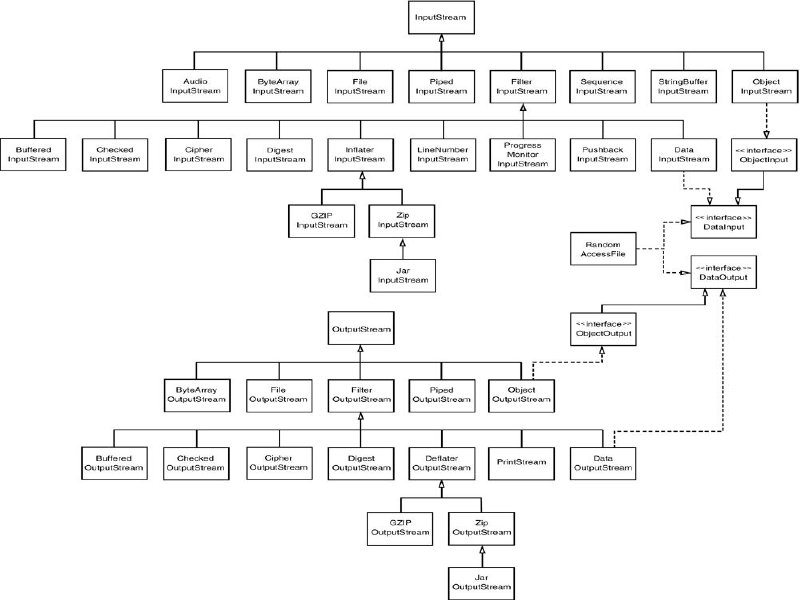 InputStream
Audio
InputStream
ByteArray
InputStream
File
InputStream
Piped
InputStream
Filter
InputStream
Sequence
InputStream
StringBuffer
InputStream
Object
InputStream
Buffered
InputStream
Checked
InputStream
Cipher
InputStream
Digest
InputStream
Inflater
InputStream
LineNumber
InputStream
Progress
Monitor
InputStream
Pushback
InputStream
Data
InputStream
<<interface>>
ObjectInput
GZIP
InputStream
Zip
InputStream
<<interface>>
DataInput
Random
AccessFile
Jar
InputStream
<<interface>>
DataOutput
OutputStream
<<interface>>
ObjectOutput
ByteArray
OutputStream
File
OutputStream
Filter
OutputStream
Piped
OutputStream
Object
OutputStream
Buffered
OutputStream
Checked
OutputStream
Cipher
OutputStream
Digest
OutputStream
Deflater
OutputStream
PrintStream
Data
OutputStream
GZIP
OutputStream
Zip
OutputStream
Jar
OutputStream